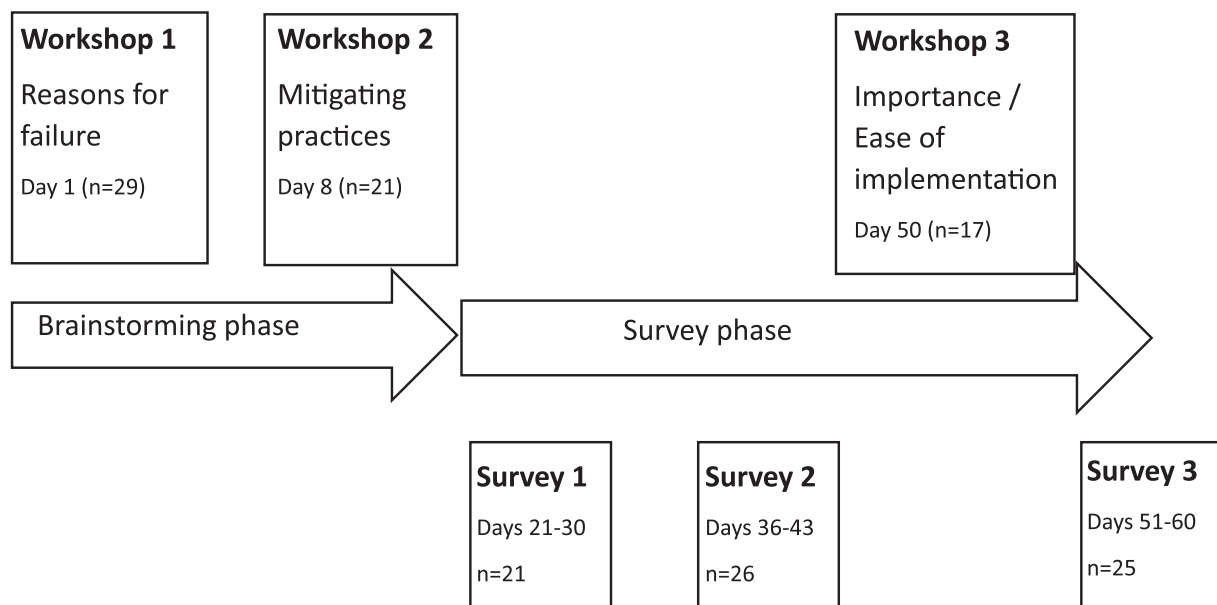 Workshop 1
Reasons for
failure
Day 1 (n=29)
Workshop 2
Mitigating
practices
Day 8 (n=21)
Workshop 3
Importance /
Ease of
implementation
Day 50 (n=17)
Brainstorming phase
Survey phase
Survey 1
Days 21-30
n=21
Survey 2
Days 36-43
n=26
Survey 3
Days 51-60
n=25